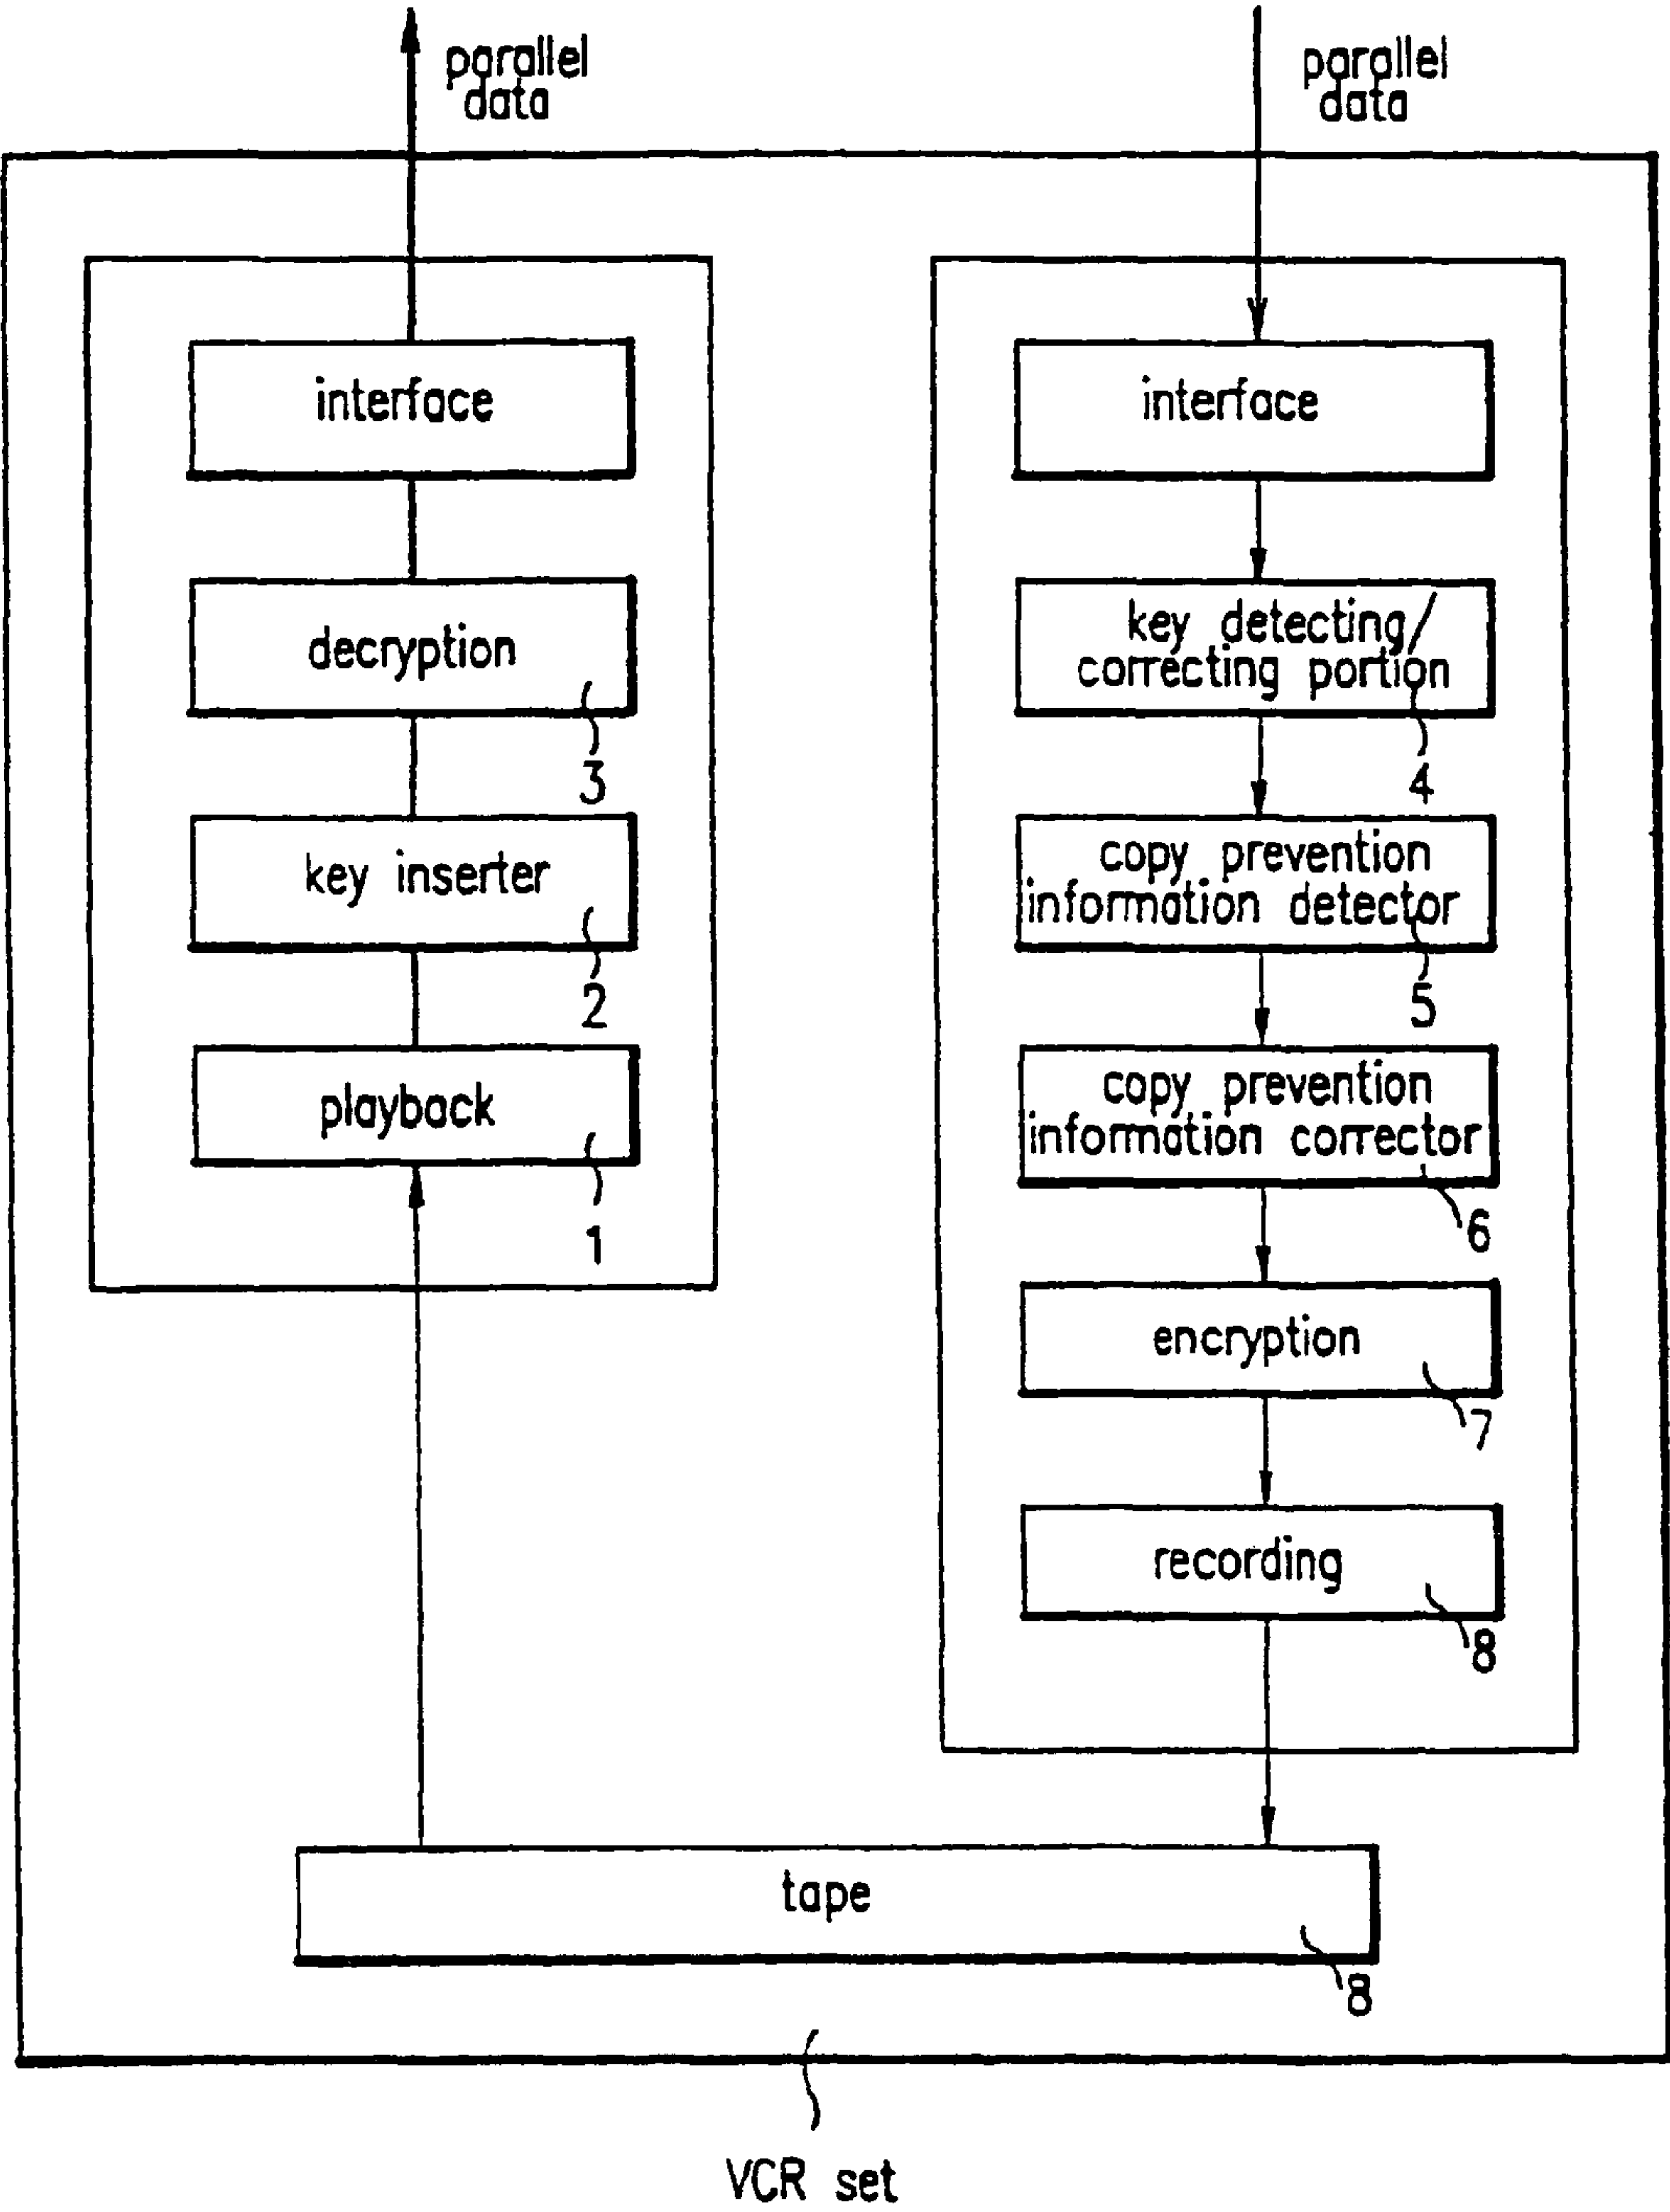 parallel
data
parallel
data
interface
decryption
3
key inserter
2
playback
1
interface
key detecting/
correcting portion
4
copy prevention
information detector
5
copy prevention
information corrector
6
encryption
7
recording
8
tape
8
VCR set